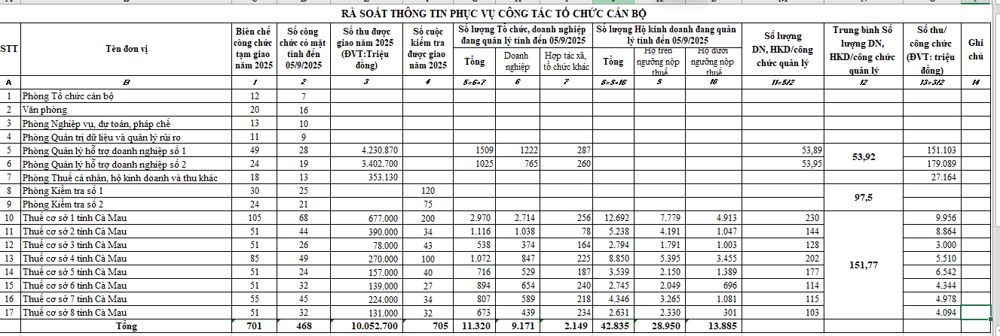 RÀ SOÁT THÔNG TIN PHỤC VỤ CÔNG TÁC TỔ CHỨC CÁN BỘ
STT | Tên đơn vị | Biên chế công chức tạm giao năm 2025 | Số công chức có mặt tính đến 05/9/2025 | Số thu được giao năm 2025 (ĐVT:Triệu đồng) | Số cuộc kiểm tra được giao năm 2025 | Số lượng Tổ chức, doanh nghiệp đang quản lý tính đến 05/9/2025 | Số lượng Hộ kinh doanh đang quản lý tính đến 05/9/2025 | Số lượng DN, HKD/công chức quản lý | Trung bình Số lượng DN, HKD/công chức quản lý | Số thu/ công chức (ĐVT: triệu đồng) | Ghi chú
Tổng | Doanh nghiệp | Hợp tác xã, tổ chức khác | Tổng | Hộ trên ngưỡng nộp thuế | Hộ dưới ngưỡng nộp thuế
A | B | 1 | 2 | 3 | 4 | 5=6+7 | 6 | 7 | 8=9+10 | 9 | 10 | 11=5/2 | 12 | 13=3/2 | 14
1 | Phòng Tổ chức cán bộ | 12 | 7
2 | Văn phòng | 20 | 16
3 | Phòng Nghiệp vụ, dự toán, pháp chế | 13 | 10
4 | Phòng Quản trị dữ liệu và quản lý rủi ro | 11 | 9
5 | Phòng Quản lý hỗ trợ doanh nghiệp số 1 | 49 | 28 | 4.230.870 | 1509 | 1222 | 287 | 53,89 | 53,92 | 151.103
6 | Phòng Quản lý hỗ trợ doanh nghiệp số 2 | 24 | 19 | 3.402.700 | 1025 | 765 | 260 | 53,95 | 179.089
7 | Phòng Thuế cá nhân, hộ kinh doanh và thu khác | 18 | 13 | 353.130 | 27.164
8 | Phòng Kiểm tra số 1 | 30 | 25 | 120 | 97,5
9 | Phòng Kiểm tra số 2 | 24 | 21 | 75
10 | Thuế cơ sở 1 tỉnh Cà Mau | 105 | 68 | 677.000 | 200 | 2.970 | 2.714 | 256 | 12.692 | 7.779 | 4.913 | 230 | 151,77 | 9.956
11 | Thuế cơ sở 2 tỉnh Cà Mau | 51 | 44 | 390.000 | 34 | 1.116 | 1.038 | 78 | 5.238 | 4.191 | 1.047 | 144 | 8.864
12 | Thuế cơ sở 3 tỉnh Cà Mau | 51 | 26 | 78.000 | 43 | 538 | 374 | 164 | 2.794 | 1.791 | 1.003 | 128 | 3.000
13 | Thuế cơ sở 4 tỉnh Cà Mau | 85 | 49 | 270.000 | 100 | 1.072 | 847 | 225 | 8.850 | 5.395 | 3.455 | 202 | 5.510
14 | Thuế cơ sở 5 tỉnh Cà Mau | 51 | 24 | 157.000 | 40 | 716 | 529 | 187 | 3.539 | 2.150 | 1.389 | 177 | 6.542
15 | Thuế cơ sở 6 tỉnh Cà Mau | 51 | 32 | 139.000 | 27 | 894 | 654 | 240 | 2.745 | 2.049 | 696 | 114 | 4.344
16 | Thuế cơ sở 7 tỉnh Cà Mau | 55 | 45 | 224.000 | 34 | 807 | 589 | 218 | 4.346 | 3.265 | 1.081 | 115 | 4.978
17 | Thuế cơ sở 8 tỉnh Cà Mau | 51 | 32 | 131.000 | 32 | 673 | 439 | 234 | 2.631 | 2.330 | 301 | 103 | 4.094
Tổng | 701 | 468 | 10.052.700 | 705 | 11.320 | 9.171 | 2.149 | 42.835 | 28.950 | 13.885